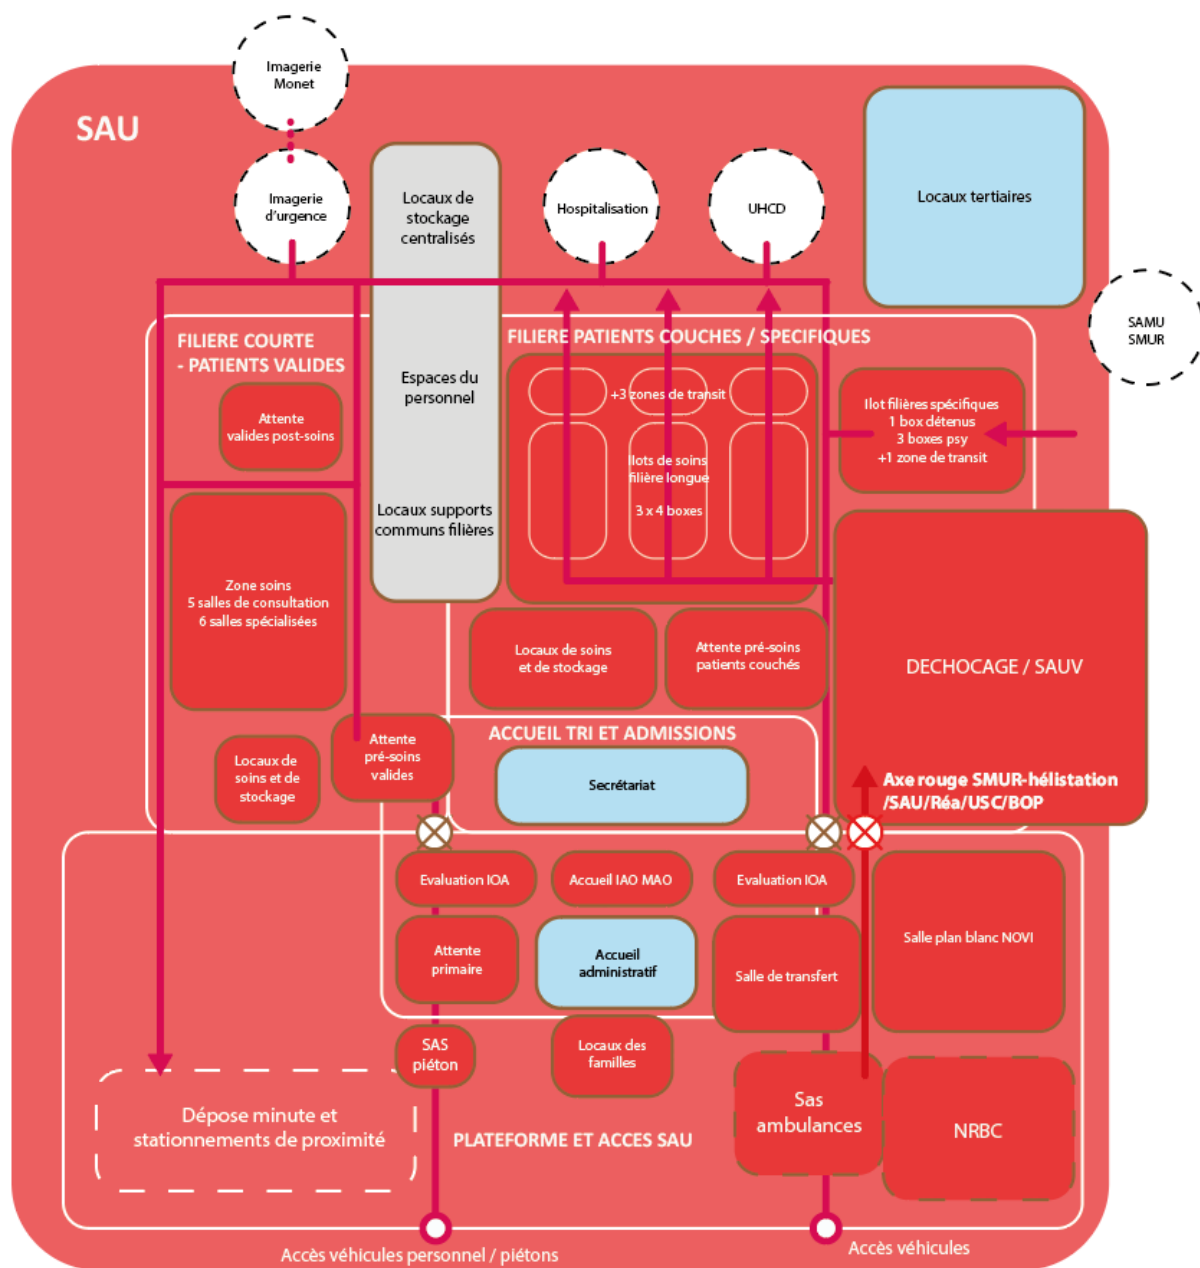 Imagerie
Monet
SAU
Imagerie
d'urgence
Locaux de
stockage
centralisés
Hospitalisation
UHCD
Locaux tertiaires
SAMU
SMUR
FILIERE COURTE
- PATIENTS VALIDES
FILIERE PATIENTS COUCHES / SPECIFIQUES
Espaces du
personnel
+3 zones de transit
Attente
valides post-soins
Ilot filières spécifiques
1 box détenus
3 boxes psy
+1 zone de transit
Ilots de soins
filière longue
3 x 4 boxes
Locaux supports
communs filières
Zone soins
5 salles de consultation
6 salles spécialisées
Locaux de soins
et de stockage
Attente pré-soins
patients couchés
DECHOCAGE / SAUV
Attente
pré-soins
valides
ACCUEIL TRI ET ADMISSIONS
Locaux de
soins et de
stockage
Secrétariat
Axe rouge SMUR-hélistation
/SAU/Réa/USC/BOP
Evaluation IOA
Accueil IAO MAO
Evaluation IOA
Salle plan blanc NOVI
Attente
primaire
Accueil
administratif
Salle de transfert
SAS
piéton
Locaux des
familles
Dépose minute et
stationnements de proximité
Sas
ambulances
NRBC
PLATEFORME ET ACCES SAU
Accès véhicules personnel / piétons
Accès véhicules